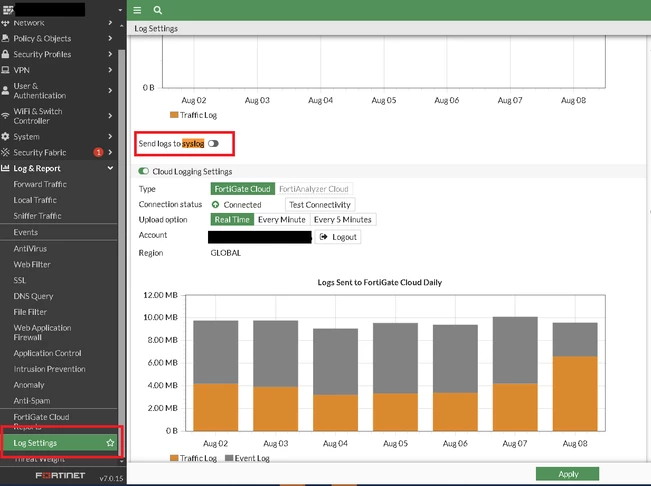 Network
Policy & Objects
Security Profiles
VPN
User &
Authentication
WiFi & Switch
Controller
System
Security Fabric 1
Log & Report
Forward Traffic
Local Traffic
Sniffer Traffic
Events
AntiVirus
Web Filter
SSL
DNS Query
File Filter
Web Application
Firewall
Application Control
Intrusion Prevention
Anomaly
Anti-Spam
FortiGate Cloud
Reports
Log Settings
Threat Weight
FORTINET v7.0.15
Log Settings
0 B
Aug 02 Aug 03 Aug 04 Aug 05 Aug 06 Aug 07 Aug 08
Traffic Log
Send logs to syslog
Cloud Logging Settings
Type FortiGate Cloud FortiAnalyzer Cloud
Connection status Connected Test Connectivity
Upload option Real Time Every Minute Every 5 Minutes
Account Logout
Region GLOBAL
Logs Sent to FortiGate Cloud Daily
12.00 MB
10.00 MB
8.00 MB
6.00 MB
4.00 MB
2.00 MB
0 B
Aug 02 Aug 03 Aug 04 Aug 05 Aug 06 Aug 07 Aug 08
Traffic Log Event Log
Apply